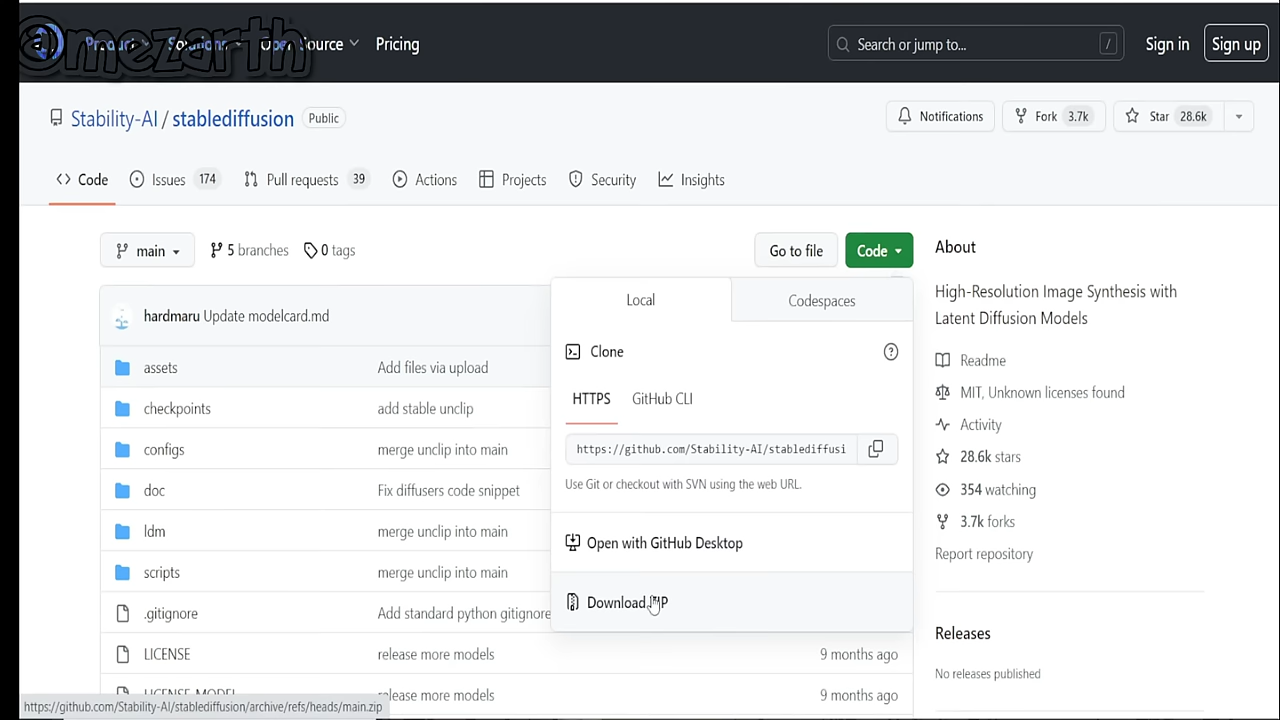 @mezarth
Product Solutions Open Source Pricing Search or jump to... / Sign in Sign up
Stability-AI / stablediffusion Public Notifications Fork 3.7k Star 28.6k
Code Issues 174 Pull requests 39 Actions Projects Security Insights
main 5 branches 0 tags Go to file Code
About
High-Resolution Image Synthesis with
Latent Diffusion Models
Readme
MIT, Unknown licenses found
Activity
28.6k stars
354 watching
3.7k forks
Report repository
Releases
No releases published
Local Codespaces
Clone
HTTPS GitHub CLI
https://github.com/Stability-AI/stablediffusi
Use Git or checkout with SVN using the web URL.
Open with GitHub Desktop
Download
hardmaru Update modelcard.md
assets Add files via upload
checkpoints add stable unclip
configs merge unclip into main
doc Fix diffusers code snippet
ldm merge unclip into main
scripts merge unclip into main
.gitignore Add standard python gitignore
LICENSE release more models 9 months ago
LICENSE-MODEL release more models 9 months ago
https://github.com/Stability-AI/stablediffusion/archive/refs/heads/main.zip